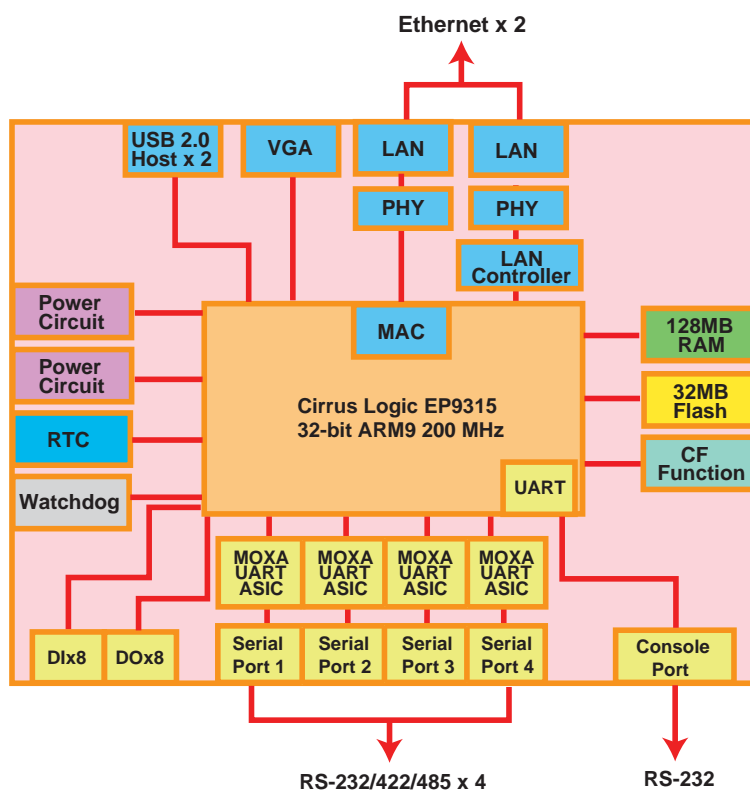 Ethernet x 2
USB 2.0
Host x 2
VGA
LAN
LAN
PHY
PHY
LAN
Controller
MAC
Power
Circuit
Power
Circuit
RTC
Watchdog
Cirrus Logic EP9315
32-bit ARM9 200 MHz
128MB
RAM
32MB
Flash
CF
Function
UART
MOXA
UART
ASIC
MOXA
UART
ASIC
MOXA
UART
ASIC
MOXA
UART
ASIC
DIx8
DOx8
Serial
Port 1
Serial
Port 2
Serial
Port 3
Serial
Port 4
Console
Port
RS-232/422/485 x 4
RS-232